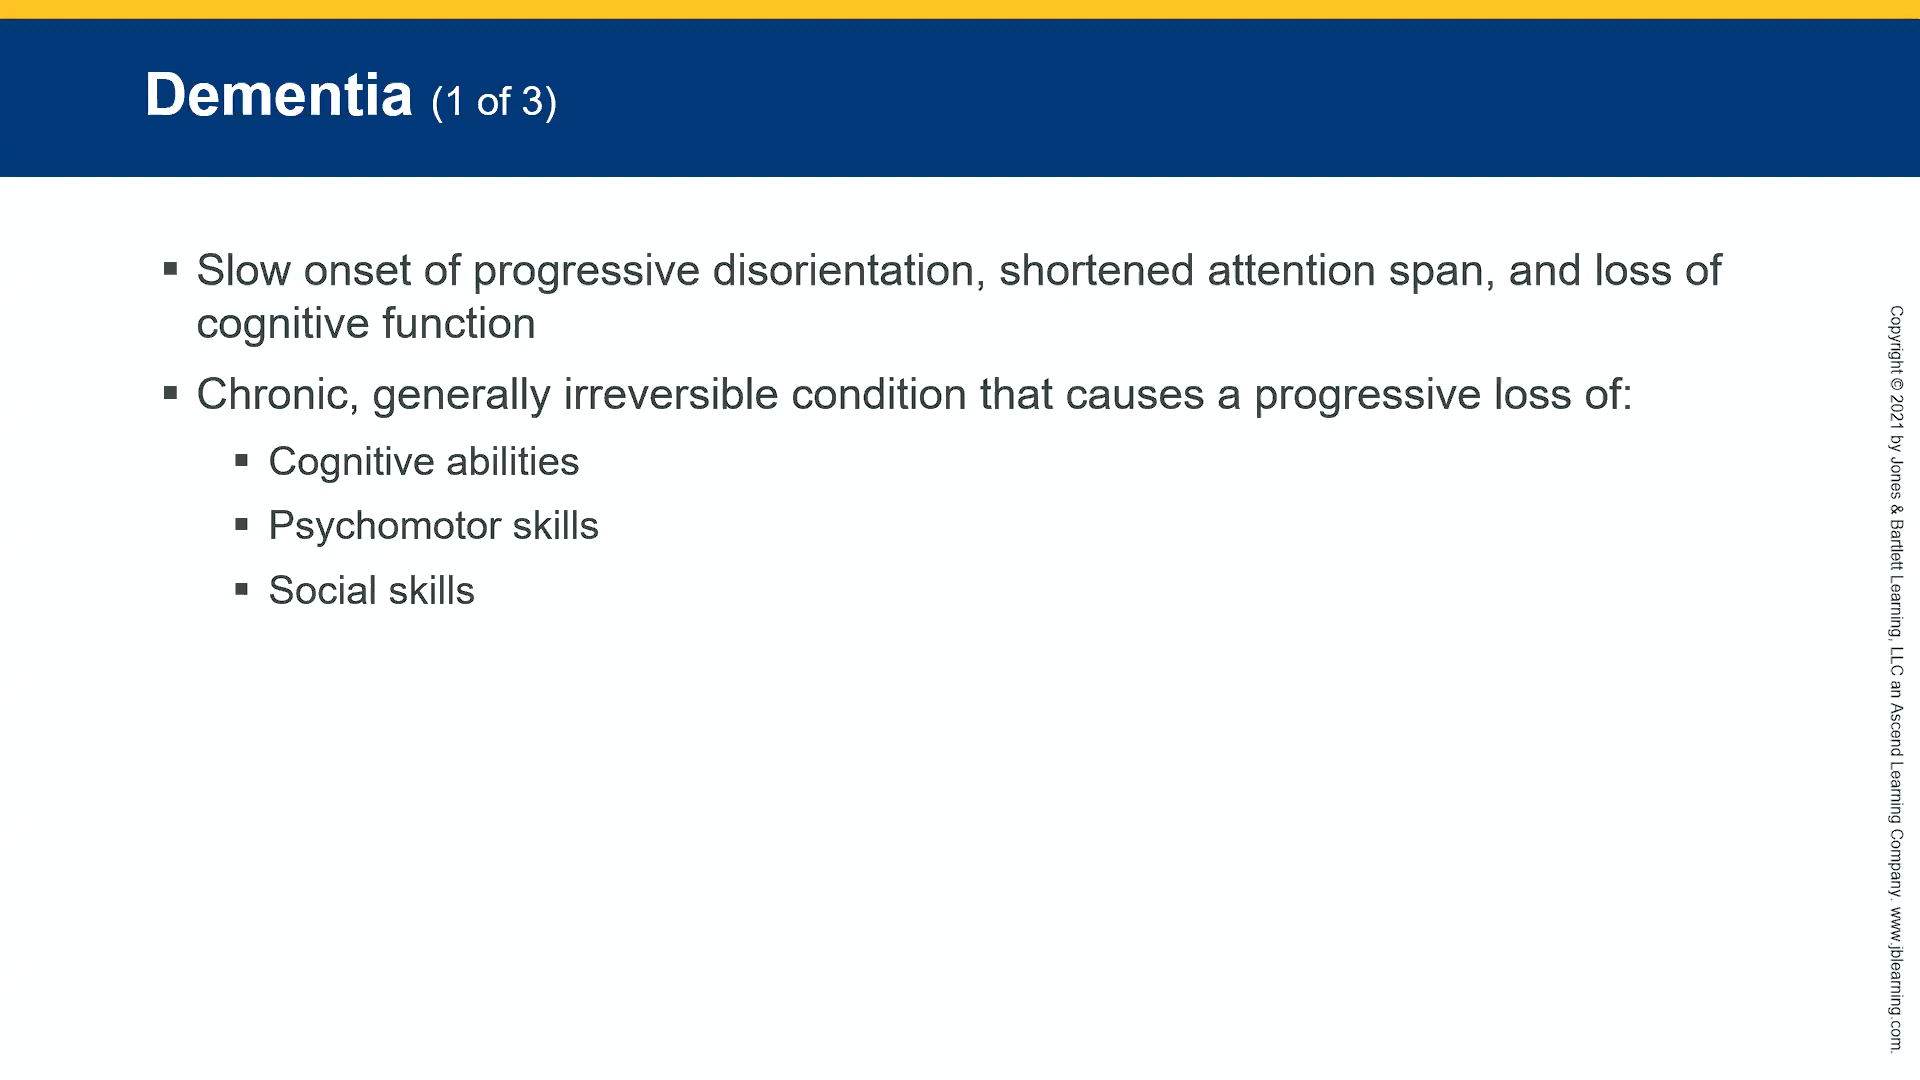 Dementia (1 of 3)
▪ Slow onset of progressive disorientation, shortened attention span, and loss of
cognitive function
▪ Chronic, generally irreversible condition that causes a progressive loss of:
▪ Cognitive abilities
▪ Psychomotor skills
▪ Social skills
Copyright © 2021 by Jones & Bartlett Learning, LLC an Ascend Learning Company. www.jblearning.com.